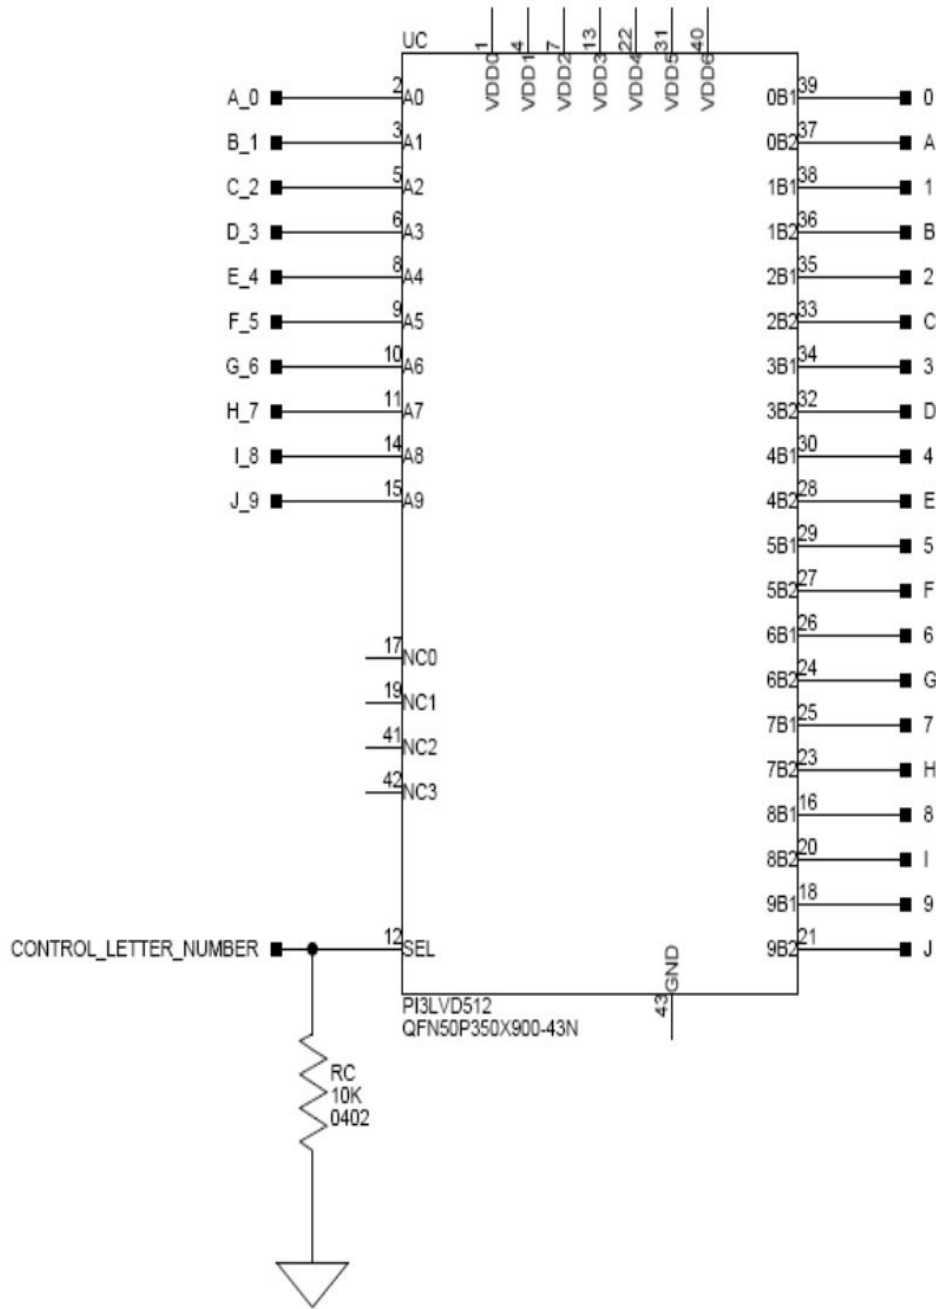 UC
1 4 7 13 22 31 40
VDD0 VDD1 VDD2 VDD3 VDD4 VDD5 VDD6
A_0 2 A0 0B1 39 0
B_1 3 A1 0B2 37 A
C_2 5 A2 1B1 38 1
D_3 6 A3 1B2 36 B
E_4 8 A4 2B1 35 2
F_5 9 A5 2B2 33 C
G_6 10 A6 3B1 34 3
H_7 11 A7 3B2 32 D
I_8 14 A8 4B1 30 4
J_9 15 A9 4B2 28 E
5B1 29 5
5B2 27 F
6B1 26 6
17 NC0
6B2 24 G
19 NC1
7B1 25 7
41 NC2
7B2 23 H
42 NC3
8B1 16 8
8B2 20 I
9B1 18 9
CONTROL_LETTER_NUMBER 12 SEL 9B2 21 J
43 GND
PI3LVD512
QFN50P350X900-43N
RC
10K
0402